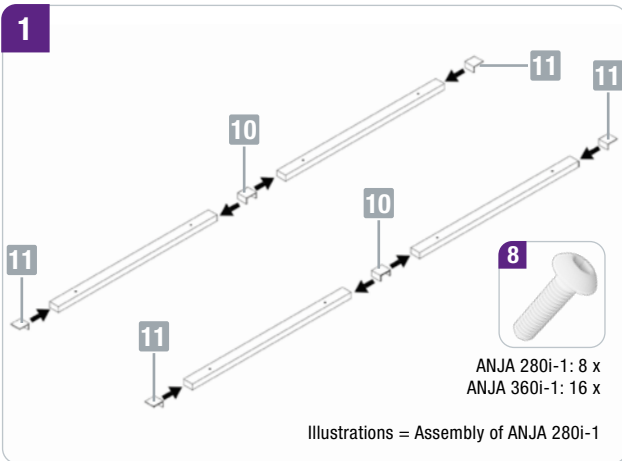 1
11
11
10
10
11
11
8
ANJA 280i-1: 8 x
ANJA 360i-1: 16 x
Illustrations = Assembly of ANJA 280i-1